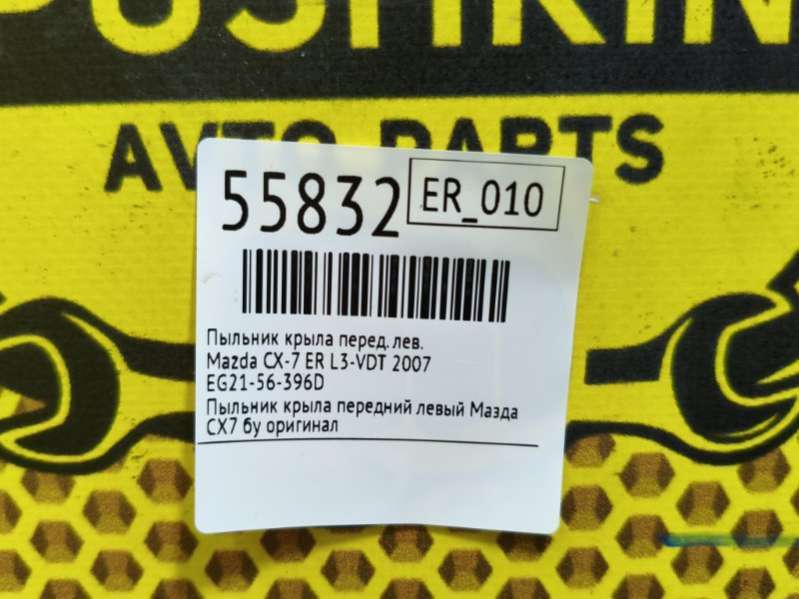 PUSHKIN
AVTO PARTS
55832
ER_010
Пыльник крыла перед. лев.
Mazda CX-7 ER L3-VDT 2007
EG21-56-396D
Пыльник крыла передний левый Мазда
СХ7 бу оригинал